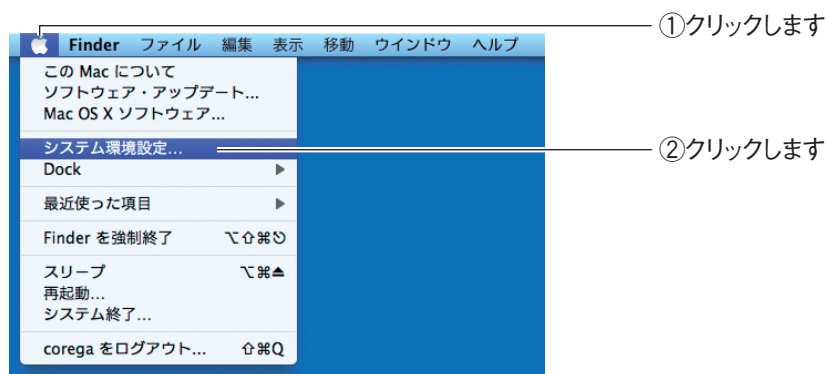 ①クリックします
Finder ファイル 編集 表示 移動 ウインドウ ヘルプ
この Mac について
ソフトウェア・アップデート...
Mac OS X ソフトウェア...
システム環境設定...
②クリックします
Dock ▶
最近使った項目 ▶
Finder を強制終了 ⌥⇧⌘⎋
スリープ ⌥⌘⏏
再起動...
システム終了...
corega をログアウト... ⇧⌘Q